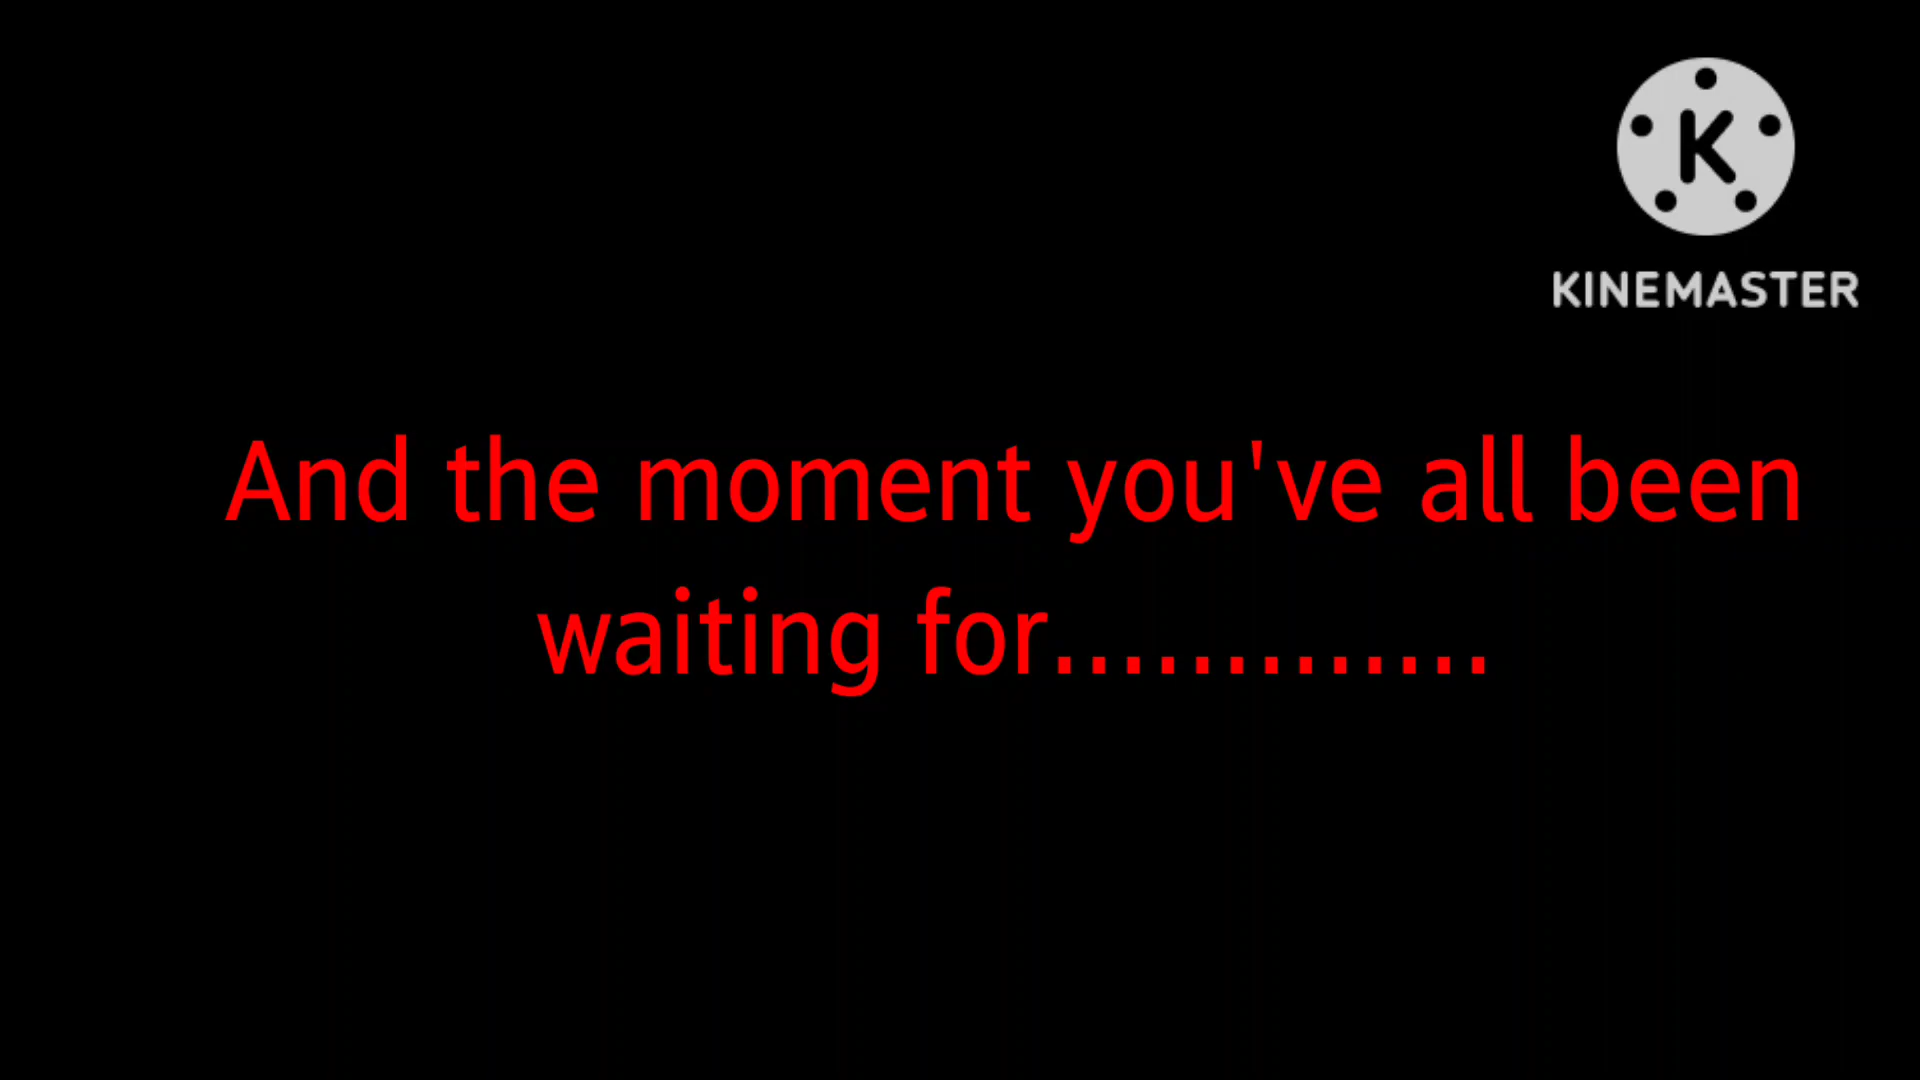 K
KINEMASTER
And the moment you've all been
waiting for.............